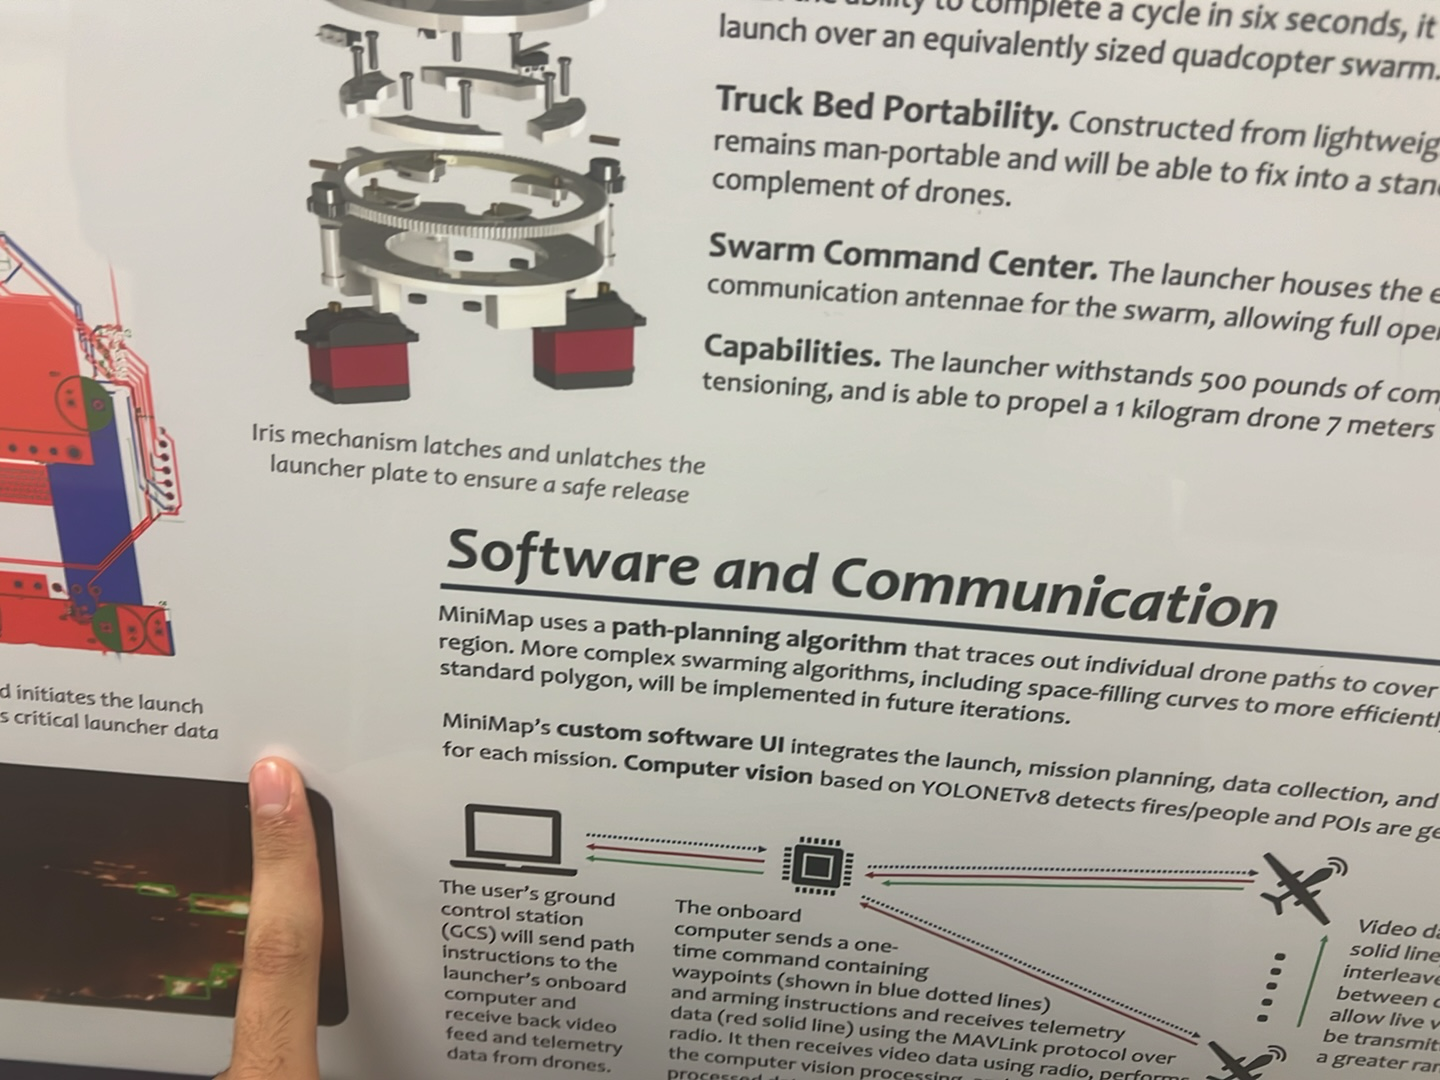 ability to complete a cycle in six seconds, it
launch over an equivalently sized quadcopter swarm.
Truck Bed Portability. Constructed from
remains man-portable and will be able to fix into a
complement of drones.
Swarm Command Center. The launcher houses the
communication antennae for the swarm, allowing full
Capabilities. The launcher withstands 500 pounds of
tensioning, and is able to propel a 1 kilogram drone 7 meters
Iris mechanism latches and unlatches the
launcher plate to ensure a safe release
Software and Communication
MiniMap uses a path-planning algorithm that traces out individual drone paths to cover
region. More complex swarming algorithms, including space-filling curves to more
standard polygon, will be implemented in future iterations.
initiates the launch
critical launcher data
MiniMap's custom software UI integrates the launch, mission planning, data collection, and
for each mission. Computer vision based on YOLONETv8 detects fires/people and POIs are
The user's ground
control station
(GCS) will send path
instructions to the
launcher's onboard
computer and
receive back video
feed and telemetry
data from drones.
The onboard
computer sends a one-
time command containing
waypoints (shown in blue dotted lines)
and arming instructions and receives telemetry
data (red solid line) using the MAVLink protocol over
radio. It then receives video data using radio,
the computer vision processing,
Video
solid
between
allow live
be
a greater